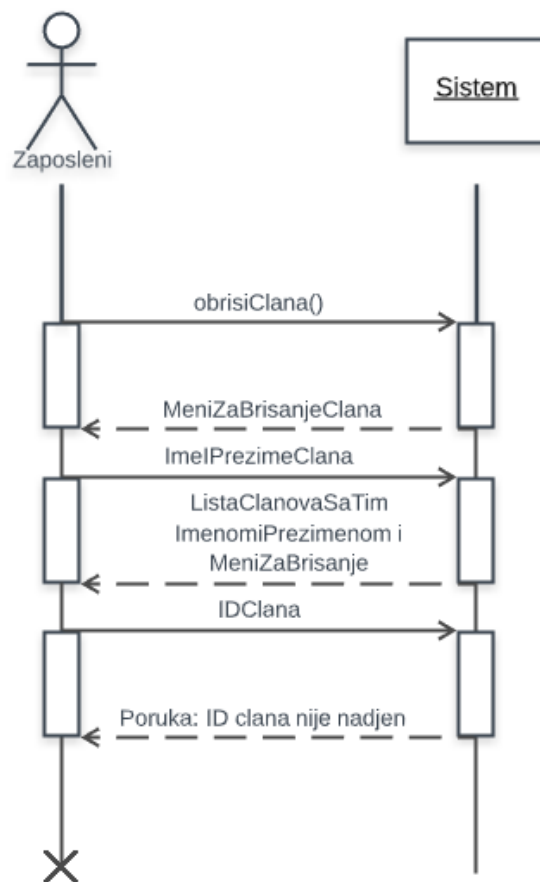 Zaposleni
Sistem
obrisiClana()
MeniZaBrisanjeClana
ImeIPrezimeClana
ListaClanovaSaTim
ImenomiPrezimenom i
MeniZaBrisanje
IDClana
Poruka: ID clana nije nadjen